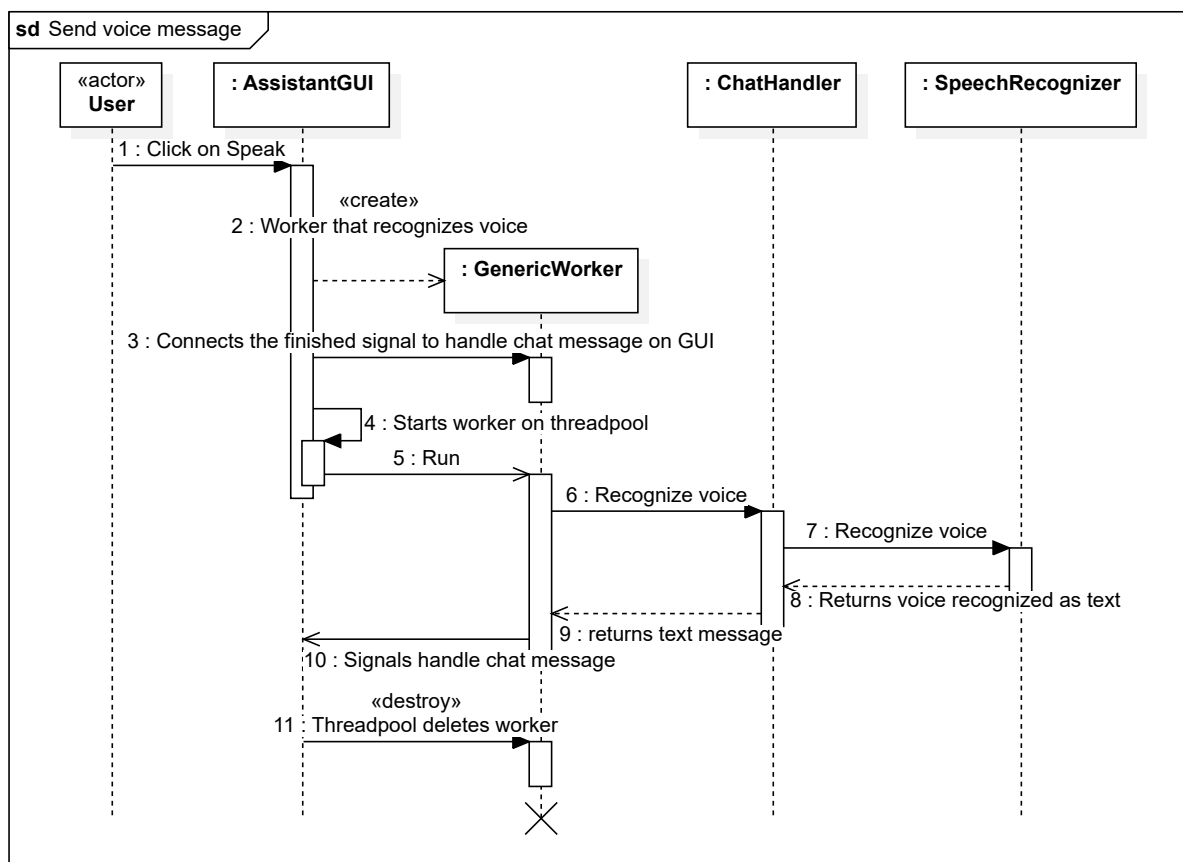 sd Send voice message
«actor»
User
: AssistantGUI
: ChatHandler
: SpeechRecognizer
1 : Click on Speak
«create»
2 : Worker that recognizes voice
: GenericWorker
3 : Connects the finished signal to handle chat message on GUI
4 : Starts worker on threadpool
5 : Run
6 : Recognize voice
7 : Recognize voice
8 : Returns voice recognized as text
9 : returns text message
10 : Signals handle chat message
«destroy»
11 : Threadpool deletes worker